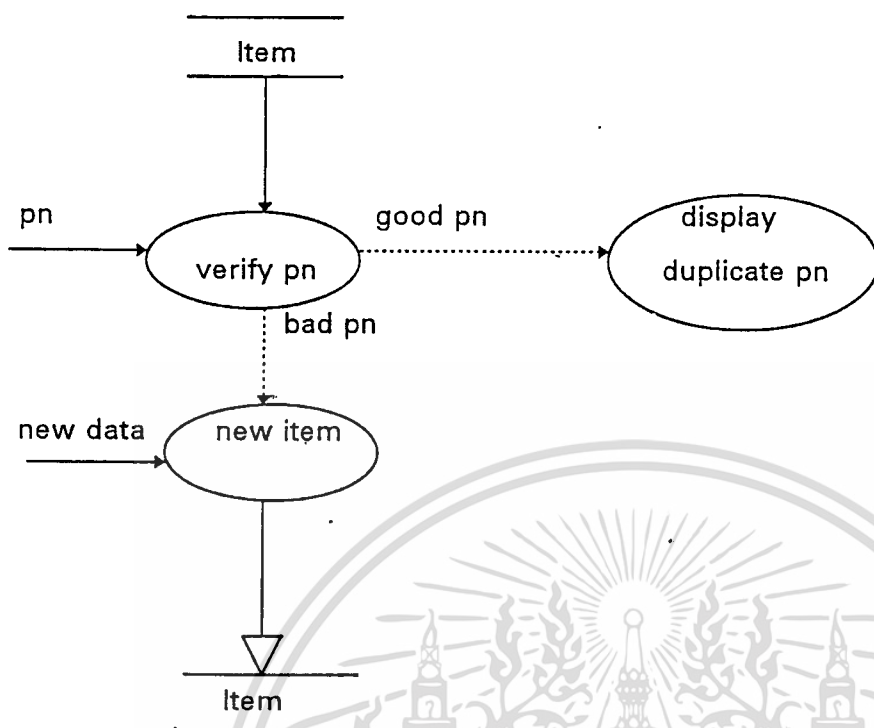 Item
pn
good pn
display
duplicate pn
verify pn
bad pn
new data
new item
Item